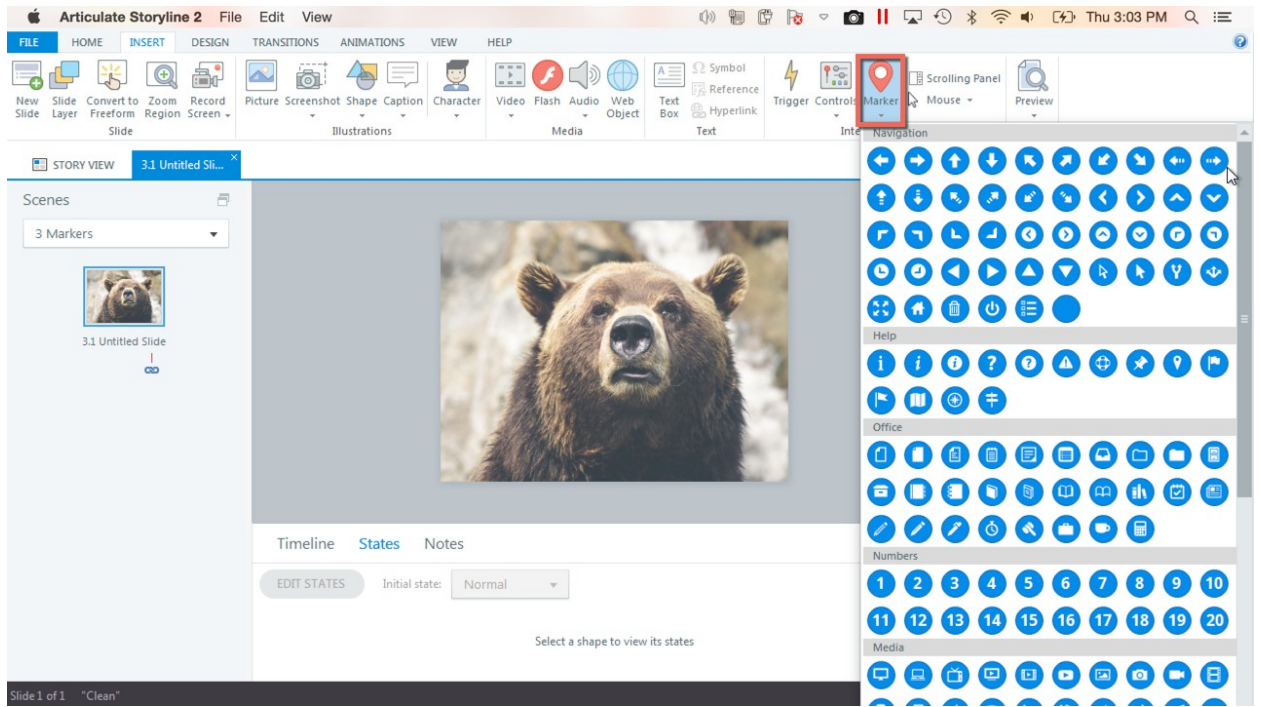 Articulate Storyline 2 File Edit View Thu 3:03 PM
FILE HOME INSERT DESIGN TRANSITIONS ANIMATIONS VIEW HELP
New Slide
Slide Layer
Convert to Freeform
Zoom Region
Record Screen
Picture
Screenshot
Shape
Caption
Character
Video
Flash
Audio
Web Object
Text Box
Symbol
Reference
Hyperlink
Trigger
Controls
Marker
Scrolling Panel
Mouse
Preview
Slide Illustrations Media Text Inte
STORY VIEW 3.1 Untitled Sli...
Scenes
3 Markers
3.1 Untitled Slide
Timeline States Notes
EDIT STATES Initial state: Normal
Select a shape to view its states
Slide 1 of 1 "Clean"
Navigation
Help
i i i ? ?
Office
Numbers
1 2 3 4 5 6 7 8 9 10
11 12 13 14 15 16 17 18 19 20
Media